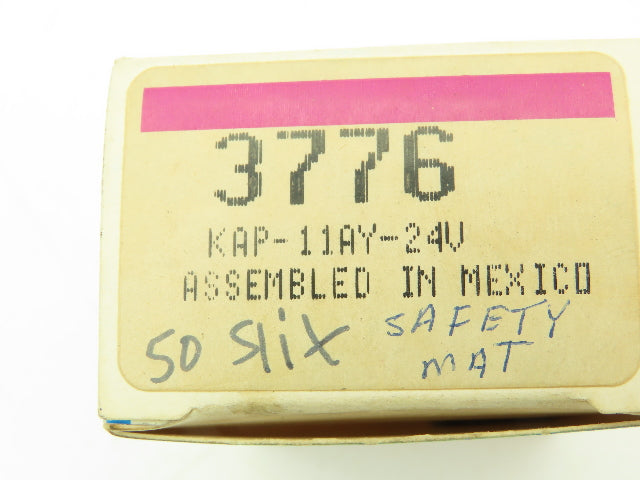 3776
KAP-11AY-24V
ASSEMBLED IN MEXICO
50 SliX SAFETY
MAT